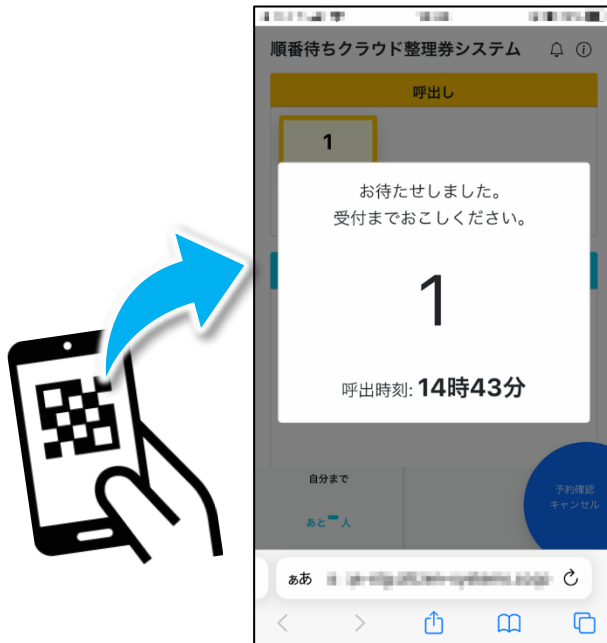 順番待ちクラウド整理券システム
呼出し
1
お待たせしました。
受付までおこしください。
1
呼出時刻: 14時43分
自分まで
あと-人
予約確認
キャンセル
ぁあ